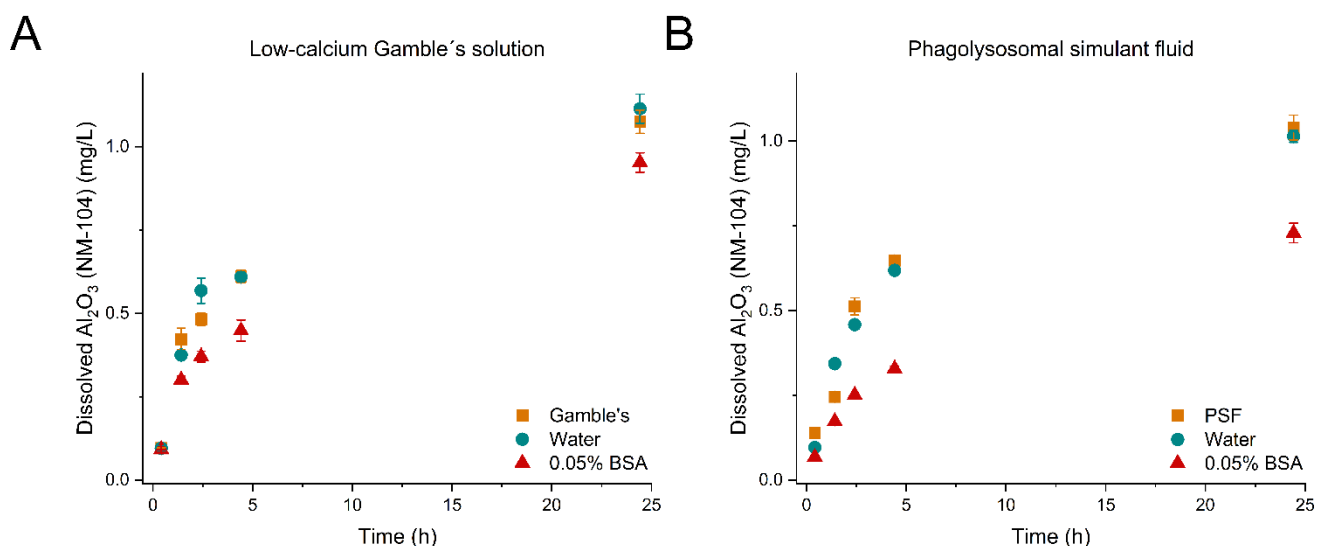 A
Low-calcium Gamble´s solution
Dissolved Al₂O₃ (NM-104) (mg/L)
1.0
0.5
0.0
Gamble's
Water
0.05% BSA
0 5 10 15 20 25
Time (h)
B
Phagolysosomal simulant fluid
Dissolved Al₂O₃ (NM-104) (mg/L)
1.0
0.5
0.0
PSF
Water
0.05% BSA
0 5 10 15 20 25
Time (h)